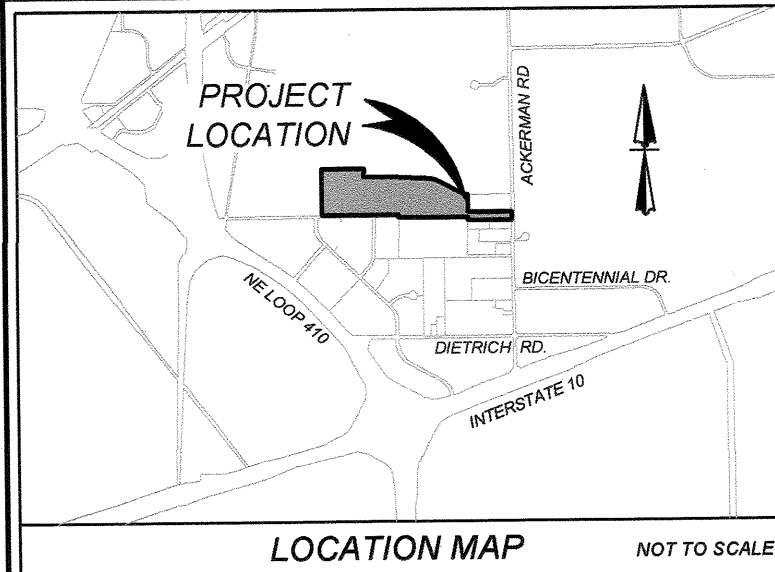 PROJECT
LOCATION
ACKERMAN RD
BICENTENNIAL DR.
NE LOOP 410
DIETRICH RD.
INTERSTATE 10
LOCATION MAP
NOT TO SCALE